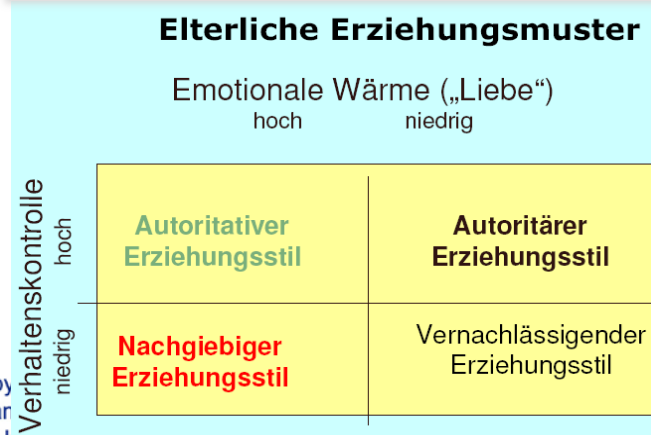 Elterliche Erziehungsmuster
Emotionale Wärme („Liebe“)
hoch niedrig
Verhaltenskontrolle
hoch
niedrig
Autoritativer
Erziehungsstil
Autoritärer
Erziehungsstil
Nachgiebiger
Erziehungsstil
Vernachlässigender
Erziehungsstil